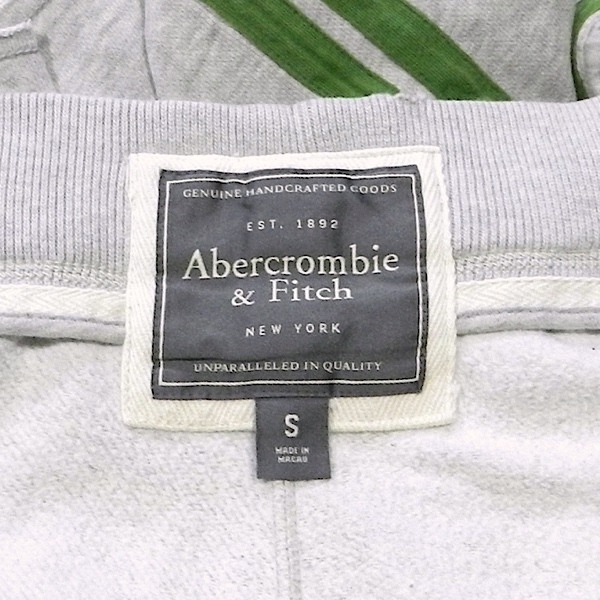 GENUINE HANDCRAFTED GOODS
EST. 1892
Abercrombie
& Fitch
NEW YORK
UNPARALLELED IN QUALITY
S
MADE IN
MACAU